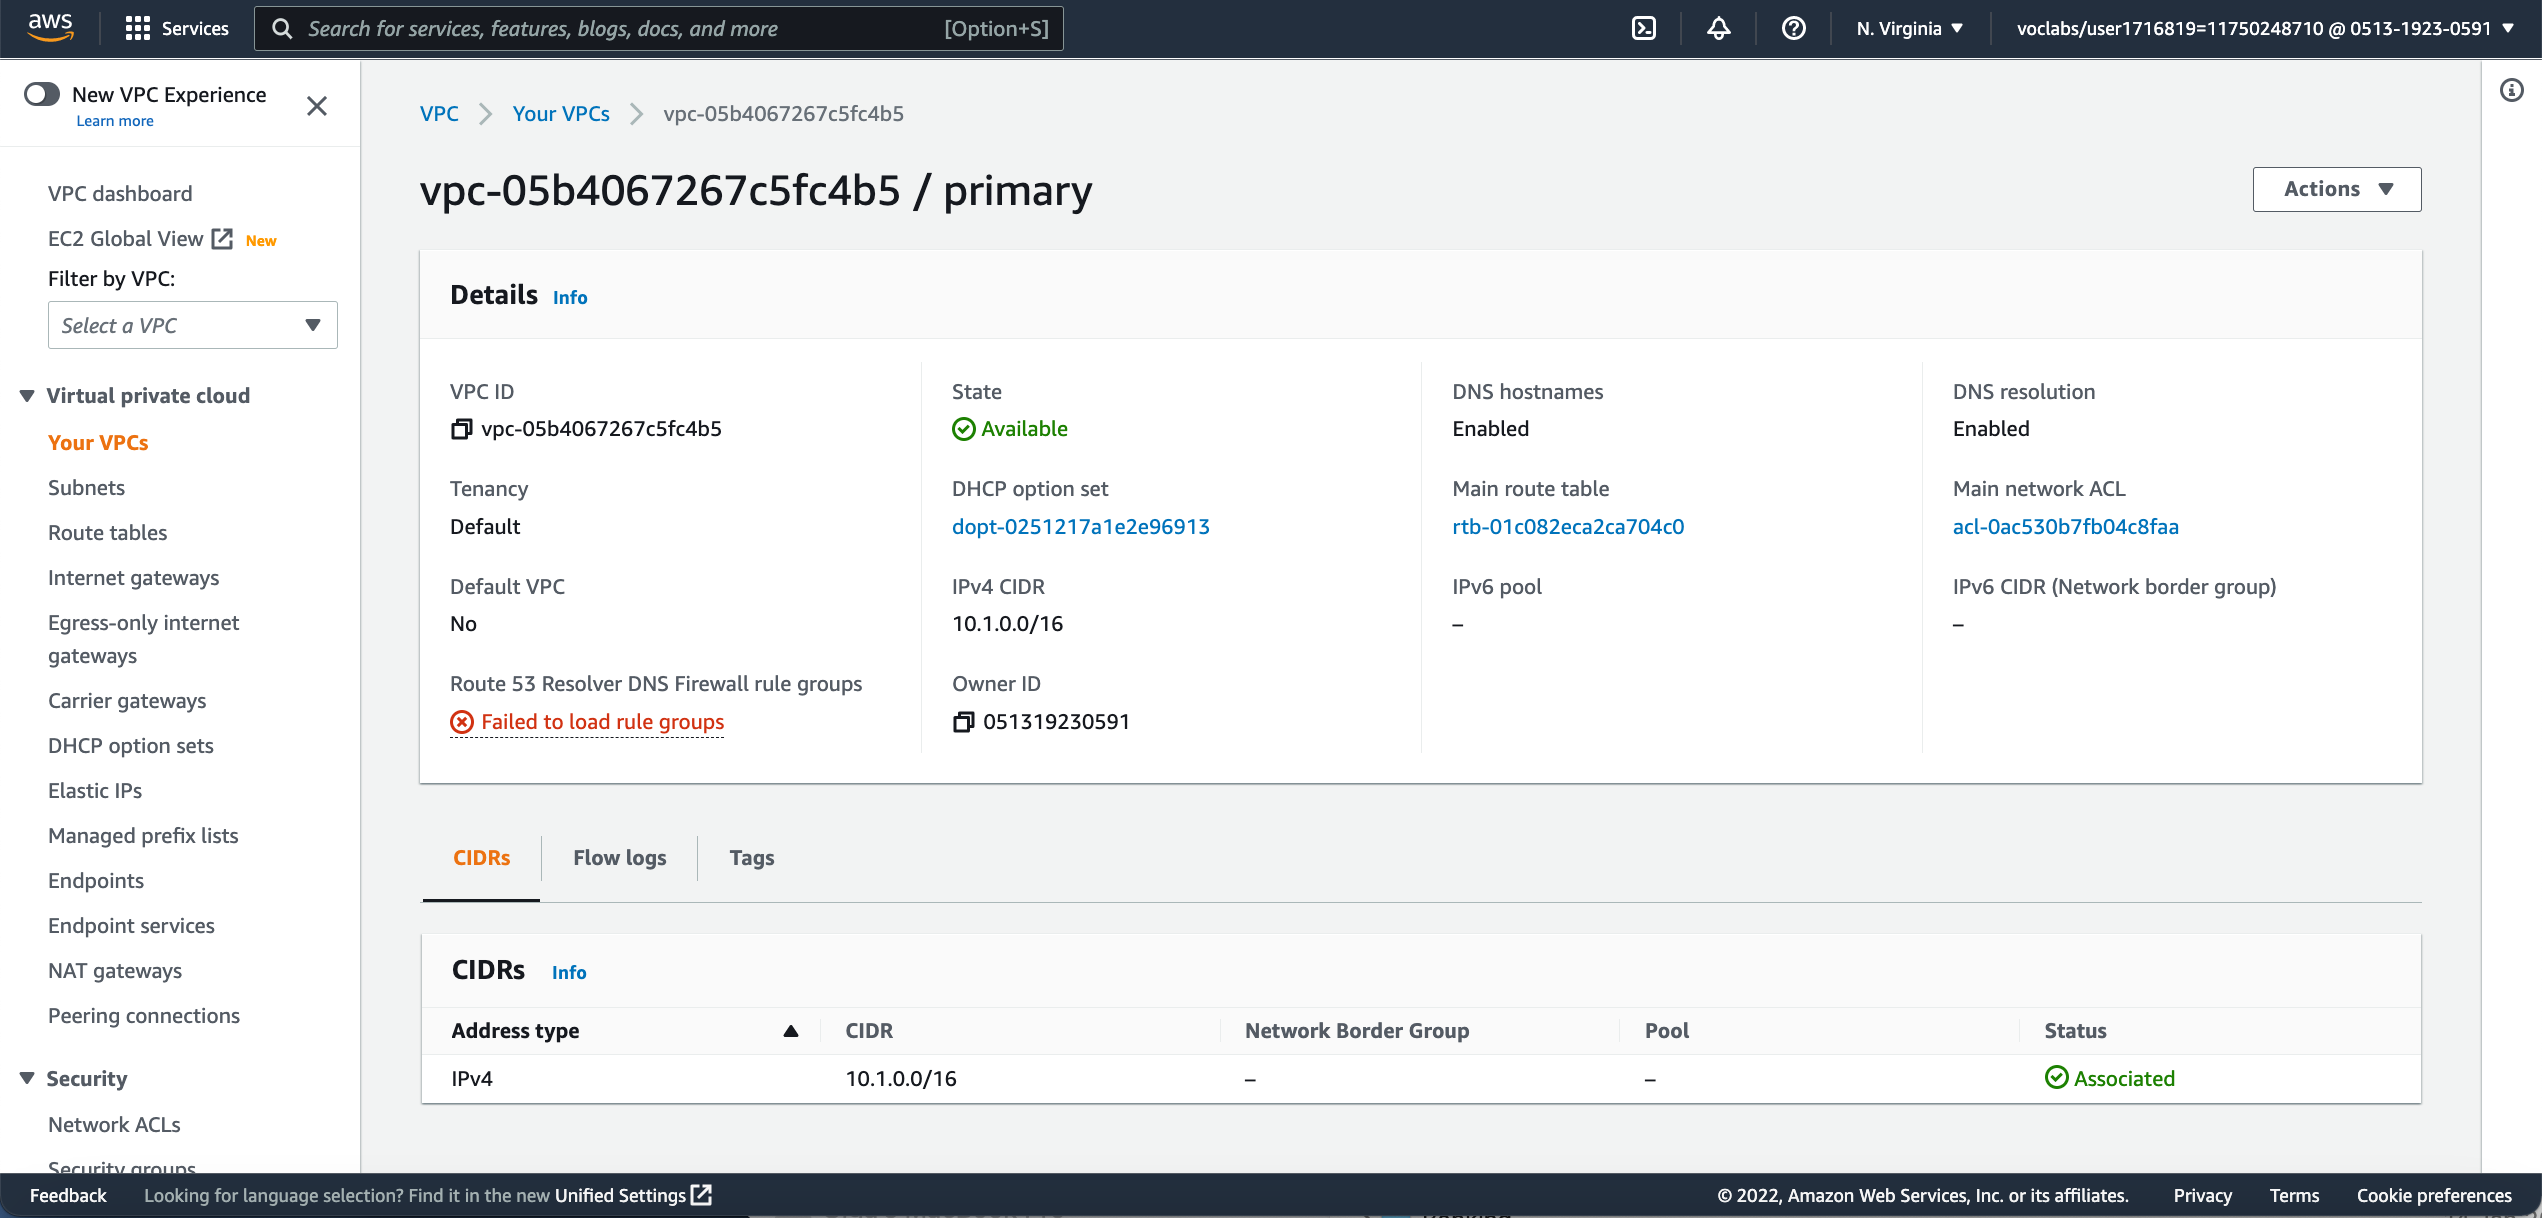 aws
Services
Search for services, features, blogs, docs, and more
[Option+S]
N. Virginia
voclabs/user1716819=11750248710 @ 0513-1923-0591
New VPC Experience
Learn more
VPC dashboard
EC2 Global View New
Filter by VPC:
Select a VPC
Virtual private cloud
Your VPCs
Subnets
Route tables
Internet gateways
Egress-only internet
gateways
Carrier gateways
DHCP option sets
Elastic IPs
Managed prefix lists
Endpoints
Endpoint services
NAT gateways
Peering connections
Security
Network ACLs
Security groups
VPC
Your VPCs
vpc-05b4067267c5fc4b5
vpc-05b4067267c5fc4b5 / primary
Actions
Details Info
VPC ID
vpc-05b4067267c5fc4b5
State
Available
DNS hostnames
Enabled
DNS resolution
Enabled
Tenancy
Default
DHCP option set
dopt-0251217a1e2e96913
Main route table
rtb-01c082eca2ca704c0
Main network ACL
acl-0ac530b7fb04c8faa
Default VPC
No
IPv4 CIDR
10.1.0.0/16
IPv6 pool
–
IPv6 CIDR (Network border group)
–
Route 53 Resolver DNS Firewall rule groups
Failed to load rule groups
Owner ID
051319230591
CIDRs
Flow logs
Tags
CIDRs Info
Address type
CIDR
Network Border Group
Pool
Status
IPv4
10.1.0.0/16
–
–
Associated
Feedback
Looking for language selection? Find it in the new Unified Settings
© 2022, Amazon Web Services, Inc. or its affiliates.
Privacy
Terms
Cookie preferences